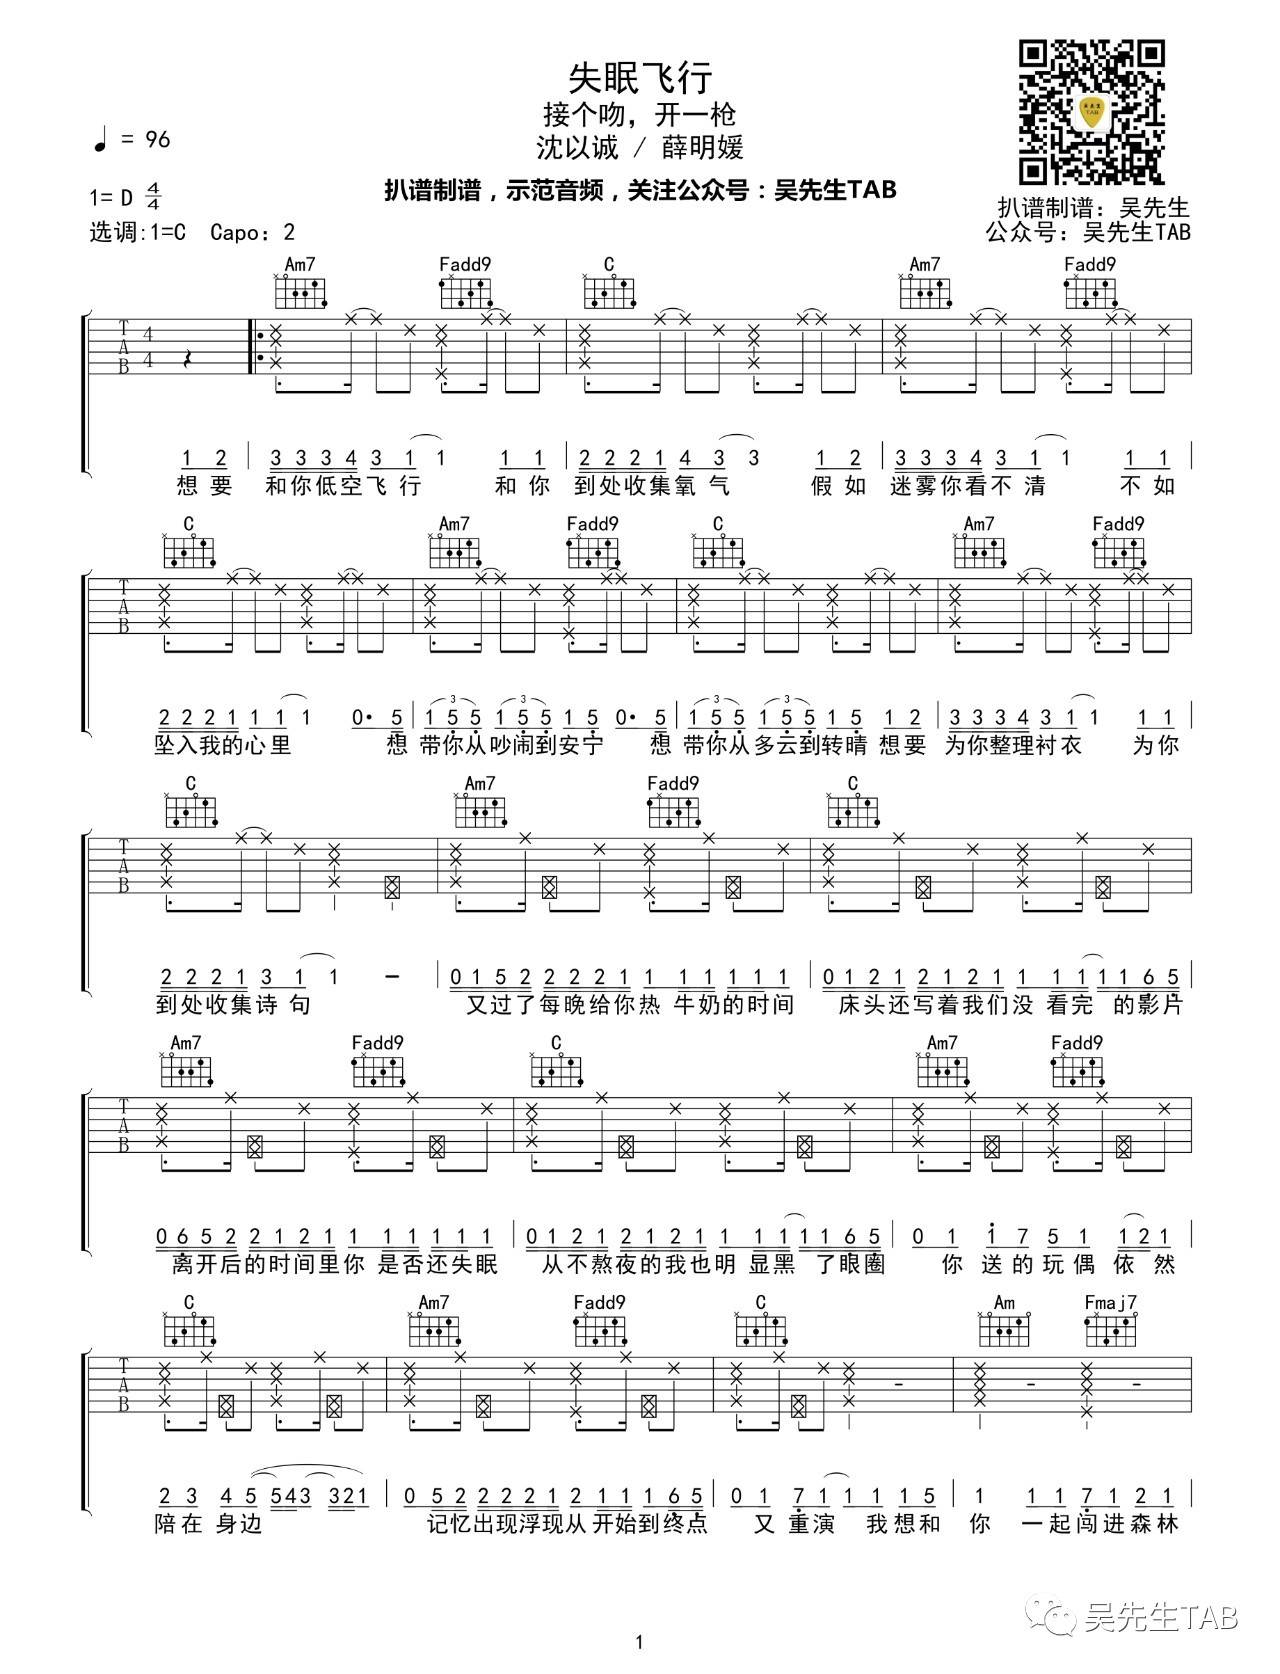 失眠飞行
接个吻，开一枪
沈以诚 / 薛明媛
扒谱制谱，示范音频，关注公众号：吴先生TAB
♩ = 96
1= D 4/4
选调:1=C Capo: 2
扒谱制谱: 吴先生
公众号: 吴先生TAB
Am7 Fadd9 C Am7 Fadd9
TAB 4/4
1 2 | 3 3 3 4 3 1 1 1 1 | 2 2 2 1 4 3 3 1 2 | 3 3 3 4 3 1 1 1 1 |
想 要 和你低空飞 行 和 你 到处收集氧 气 假 如 迷雾你看不 清 不 如
C Am7 Fadd9 C Am7 Fadd9
TAB
2 2 2 1 1 1 1 0· 5 | 1 5 5 1 5 5 1 5 0· 5 | 1 5 5 1 5 5 1 5 1 2 | 3 3 3 4 3 1 1 1 1 |
坠入我的心里 想 带你从吵闹到安宁 想 带你从多云到转晴 想要 为你整理衬衣 为你
C Am7 Fadd9 C
TAB
2 2 2 1 3 1 1 – | 0 1 5 2 2 2 2 1 1 1 1 1 1 1 | 0 1 2 1 2 1 2 1 1 1 1 1 1 6 5 |
到处收集诗 句 又过了每晚给你热 牛奶的时间 床头还写着我们没 看完 的影片
Am7 Fadd9 C Am7 Fadd9
TAB
0 6 5 2 2 1 2 1 1 1 1 1 1 | 0 1 2 1 2 1 2 1 1 1 1 1 1 6 5 | 0 1 1 7 5 1 1 2 1 |
离开后的时间里你 是否还失眠 从不熬夜的我也明 显黑 了眼圈 你 送 的 玩 偶 依 然
C Am7 Fadd9 C Am Fmaj7
TAB
2 3 4 5 5 4 3 3 2 1 | 0 5 2 2 2 2 1 2 1 1 1 6 5 | 0 1 7 1 1 1 1 5 | 1 1 1 7 1 2 1
陪在 身边 记忆出现浮现从开始到终点 又 重演 我想和 你 一起闯进森林
吴先生TAB
1